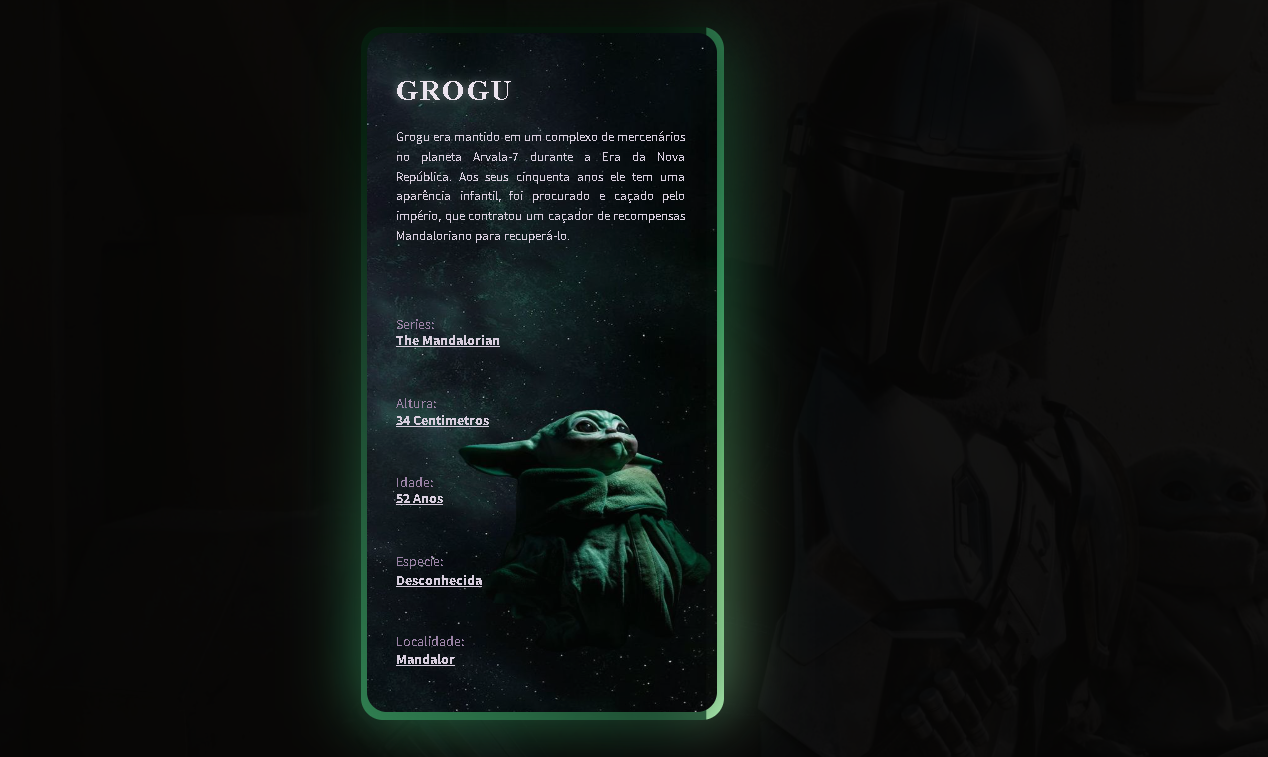 GROGU
Grogu era mantido em um complexo de mercenários
no planeta Arvala-7 durante a Era da Nova
República. Aos seus cinquenta anos ele tem uma
aparência infantil, foi procurado e caçado pelo
império, que contratou um caçador de recompensas
Mandaloriano para recuperá-lo.
Series:
The Mandalorian
Altura:
34 Centimetros
Idade:
52 Anos
Especie:
Desconhecida
Localidade:
Mandalor